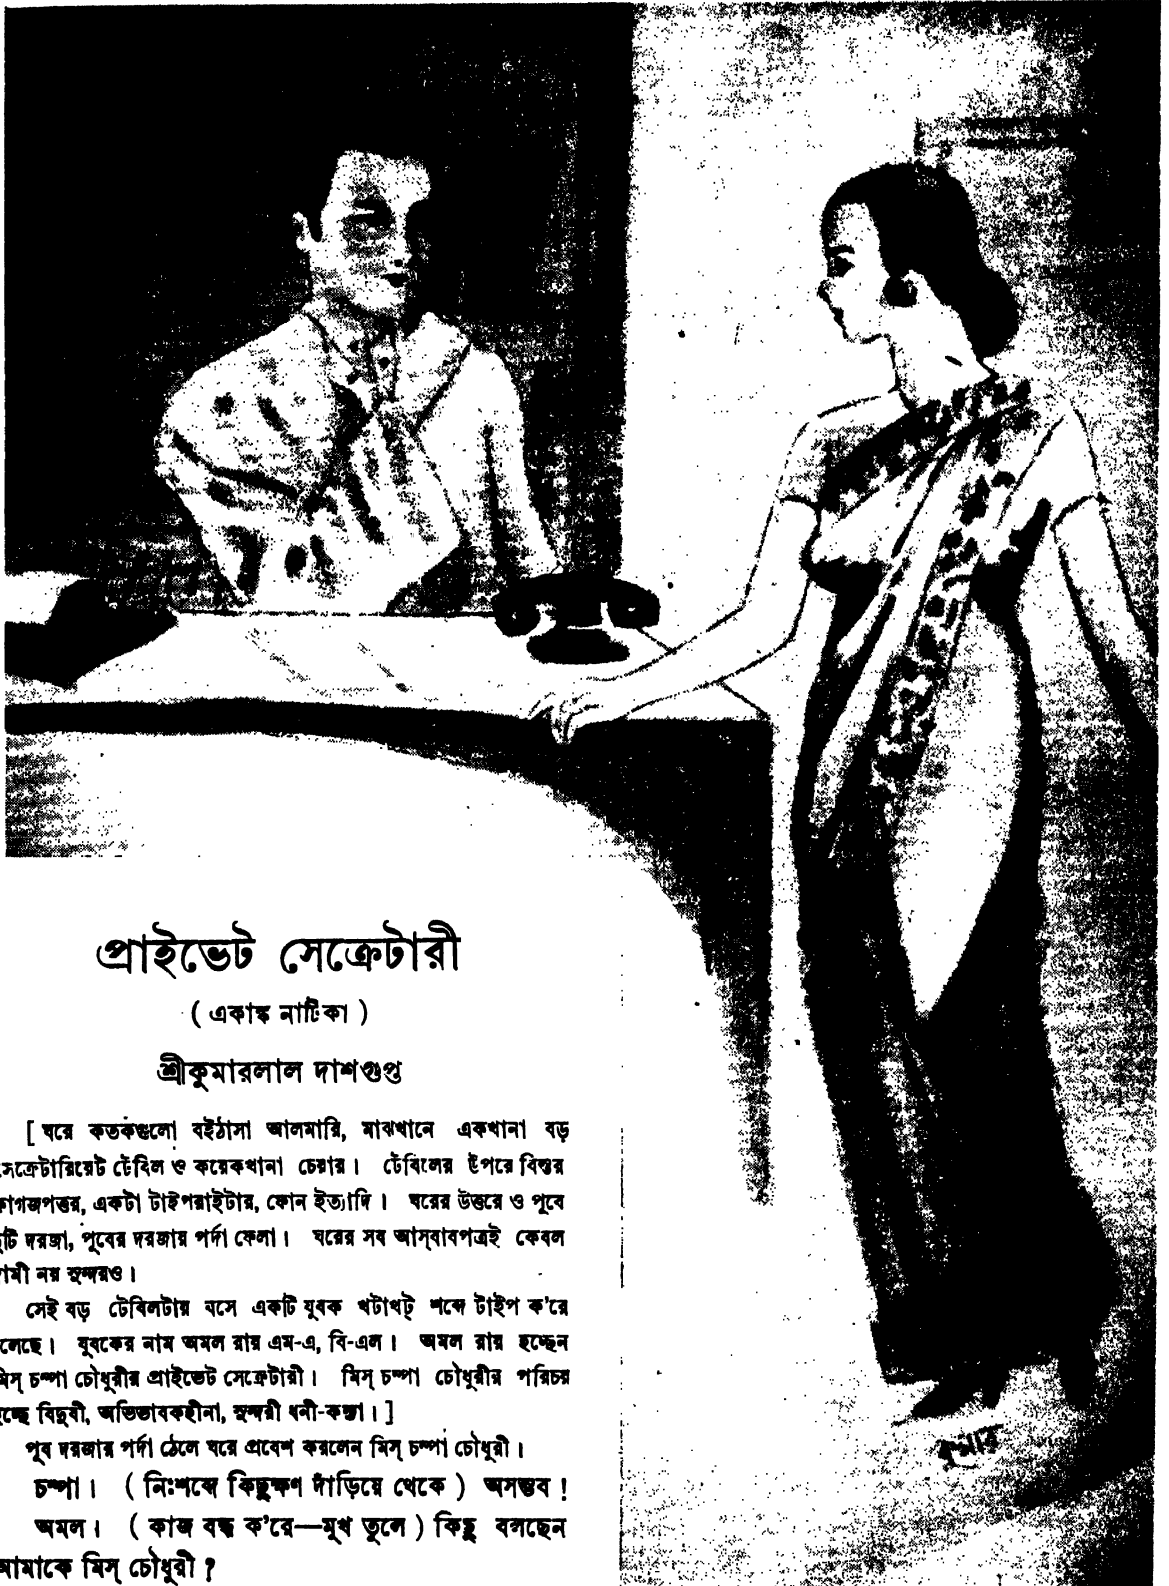 প্রাইভেট সেক্রেটারী
( একাঙ্ক নাটিকা )
শ্রীকুমারলাল দাশগুপ্ত
[ ঘরে কতকগুলো বইঠাসা আলমারি, মাঝখানে একখানা বড়
সেক্রেটারিয়েট টেবিল ও কয়েকখানা চেয়ার। টেবিলের উপরে বিস্তর
কাগজপত্তর, একটা টাইপরাইটার, ফোন ইত্যাদি। ঘরের উত্তরে ও পূবে
দুটি দরজা, পূবের দরজায় পর্দা ফেলা। ঘরের সব আস্‌বাবপত্রই কেবল
দামী নয় সুন্দরও।
সেই বড় টেবিলটায় বসে একটি যুবক খটাখট্ শব্দে টাইপ ক'রে
চলেছে। যুবকের নাম অমল রায় এম-এ, বি-এল। অমল রায় হচ্ছেন
মিস্ চম্পা চৌধুরীর প্রাইভেট সেক্রেটারী। মিস্ চম্পা চৌধুরীর পরিচয়
হচ্ছে বিদুষী, অভিভাবকহীনা, সুন্দরী ধনী-কন্যা। ]
পূব দরজার পর্দা ঠেলে ঘরে প্রবেশ করলেন মিস্ চম্পা চৌধুরী।
চম্পা। ( নিঃশব্দে কিছুক্ষণ দাঁড়িয়ে থেকে ) অসম্ভব !
অমল। ( কাজ বন্ধ ক'রে—মুখ তুলে ) কিছু বলছেন
আমাকে মিস্ চৌধুরী ?
কুমার